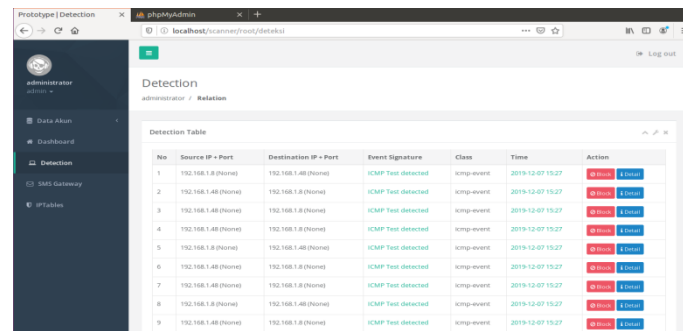 Prototype | Detection × phpMyAdmin × +
localhost/scanner/root/deteksi
Log out
administrator
admin
Detection
administrator / Relation
Data Akun
Dashboard
Detection
SMS Gateway
IPTables
Detection Table
No Source IP + Port Destination IP + Port Event Signature Class Time Action
1 192.168.1.8 (None) 192.168.1.48 (None) ICMP Test detected icmp-event 2019-12-07 15:27 Block Detail
2 192.168.1.48 (None) 192.168.1.8 (None) ICMP Test detected icmp-event 2019-12-07 15:27 Block Detail
3 192.168.1.48 (None) 192.168.1.8 (None) ICMP Test detected icmp-event 2019-12-07 15:27 Block Detail
4 192.168.1.8 (None) 192.168.1.48 (None) ICMP Test detected icmp-event 2019-12-07 15:27 Block Detail
5 192.168.1.48 (None) 192.168.1.8 (None) ICMP Test detected icmp-event 2019-12-07 15:27 Block Detail
6 192.168.1.48 (None) 192.168.1.8 (None) ICMP Test detected icmp-event 2019-12-07 15:27 Block Detail
7 192.168.1.8 (None) 192.168.1.48 (None) ICMP Test detected icmp-event 2019-12-07 15:27 Block Detail
8 192.168.1.8 (None) 192.168.1.48 (None) ICMP Test detected icmp-event 2019-12-07 15:27 Block Detail
9 192.168.1.48 (None) 192.168.1.8 (None) ICMP Test detected icmp-event 2019-12-07 15:27 Block Detail